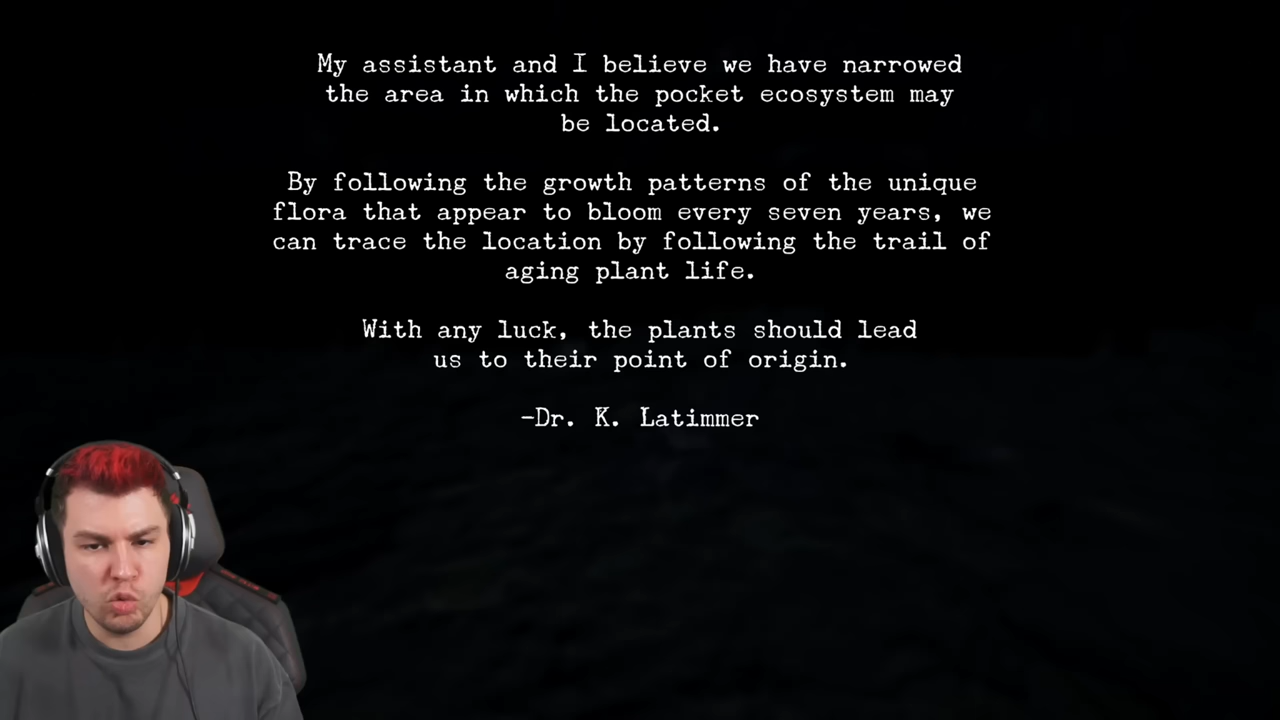 My assistant and I believe we have narrowed
the area in which the pocket ecosystem may
be located.
By following the growth patterns of the unique
flora that appear to bloom every seven years, we
can trace the location by following the trail of
aging plant life.
With any luck, the plants should lead
us to their point of origin.
-Dr. K. Latimmer